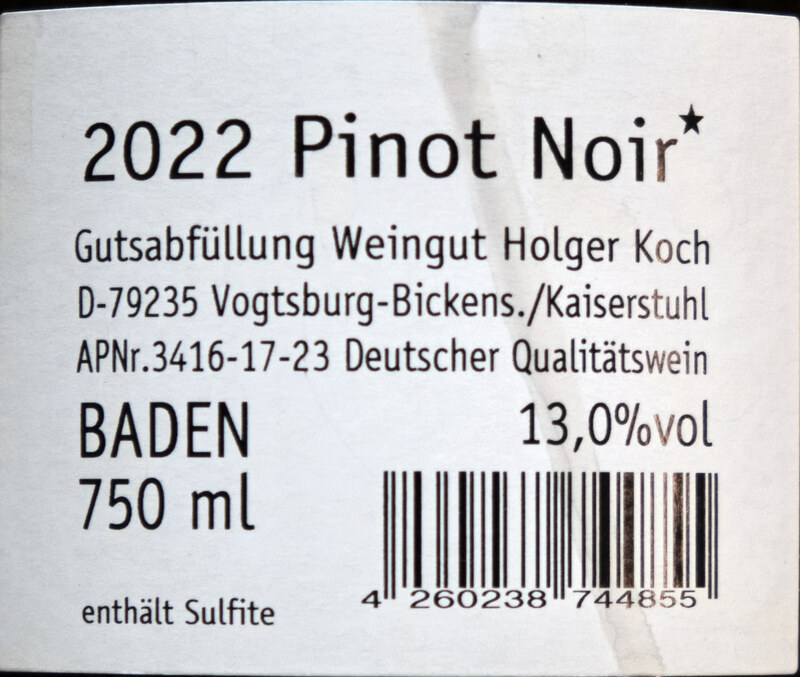 2022 Pinot Noir★
Gutsabfüllung Weingut Holger Koch
D-79235 Vogtsburg-Bickens./Kaiserstuhl
APNr.3416-17-23 Deutscher Qualitätswein
BADEN 13,0%vol
750 ml
4 260238 744855
enthält Sulfite